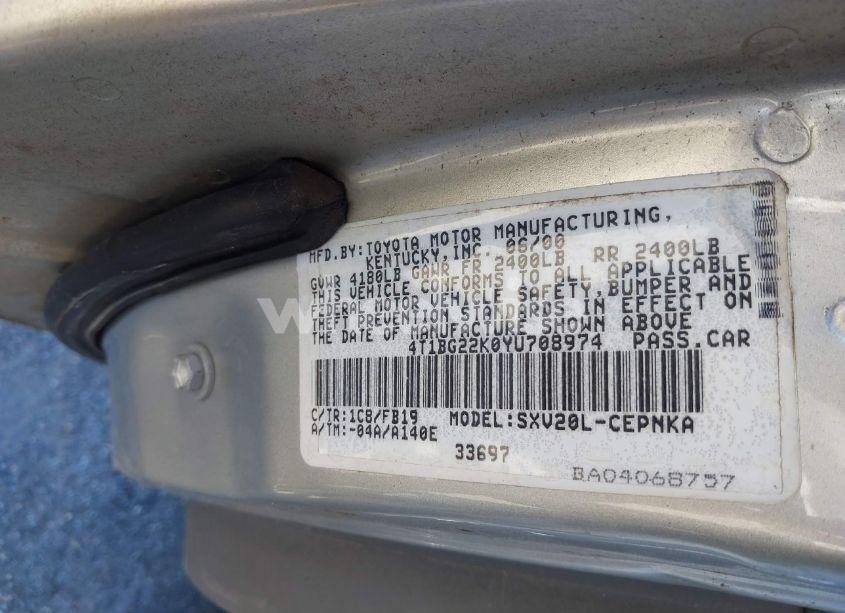 MFD.BY:TOYOTA MOTOR MANUFACTURING,
KENTUCKY,INC. 06/00
GVWR 4180LB GAWR FR 2400LB RR 2400LB
THIS VEHICLE CONFORMS TO ALL APPLICABLE
FEDERAL MOTOR VEHICLE SAFETY,BUMPER AND
THEFT PREVENTION STANDARDS IN EFFECT ON
THE DATE OF MANUFACTURE SHOWN ABOVE
4T1BG22K0YU708974 PASS.CAR
C/TR:1C8/FB19 MODEL:SXV20L-CEPNKA
A/TM:-04A/A140E
33697
BA04068757